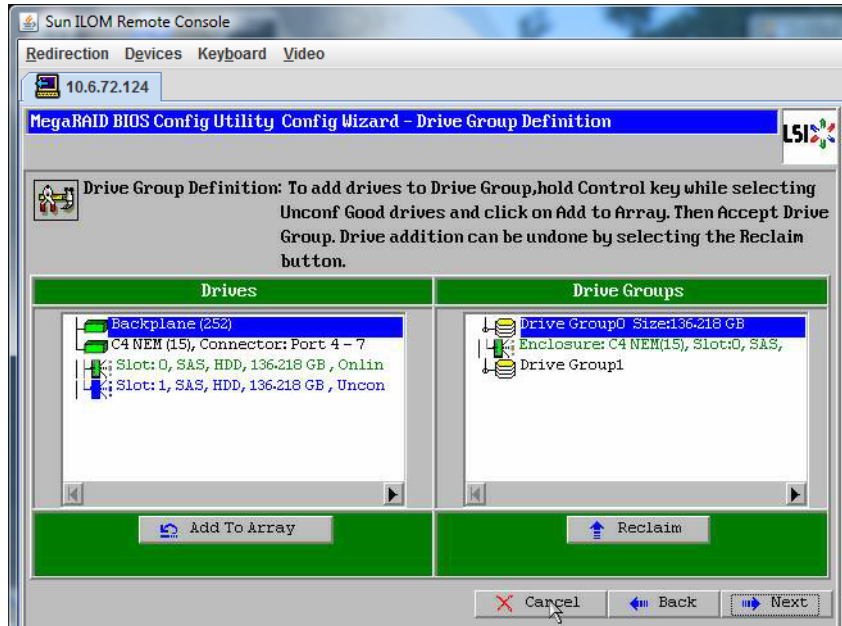 Sun ILOM Remote Console
Redirection Devices Keyboard Video
10.6.72.124
MegaRAID BIOS Config Utility Config Wizard – Drive Group Definition
LSI
Drive Group Definition: To add drives to Drive Group,hold Control key while selecting
Unconf Good drives and click on Add to Array. Then Accept Drive
Group. Drive addition can be undone by selecting the Reclaim
button.
Drives
Drive Groups
Backplane (252)
C4 NEM (15), Connector: Port 4 – 7
Slot: 0, SAS, HDD, 136.218 GB , Onlin
Slot: 1, SAS, HDD, 136.218 GB , Uncon
Drive Group0 Size:136.218 GB
Enclosure: C4 NEM(15), Slot:0, SAS,
Drive Group1
Add To Array
Reclaim
Cancel
Back
Next